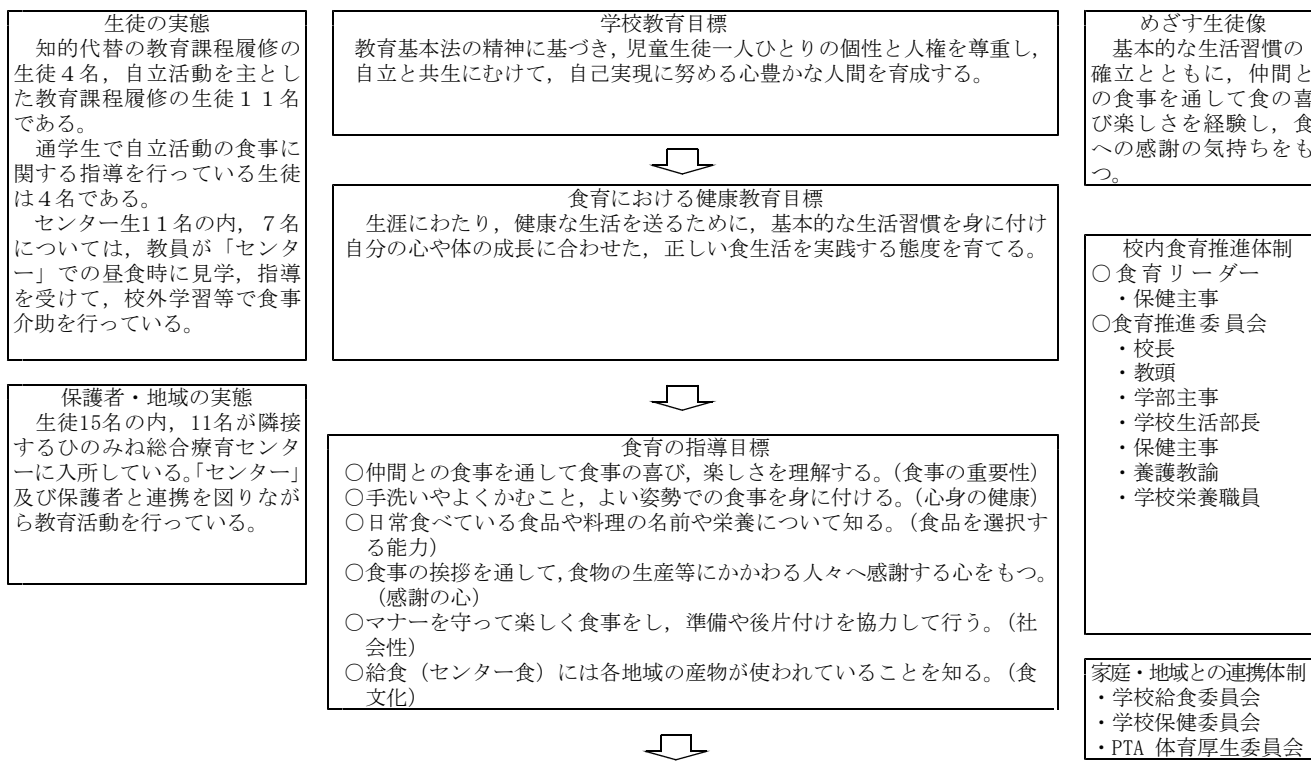 生徒の実態
知的代替の教育課程履修の
生徒４名，自立活動を主とし
た教育課程履修の生徒１１名
である。
通学生で自立活動の食事に
関する指導を行っている生徒
は４名である。
センター生11名の内，７名
については，教員が「センタ
ー」での昼食時に見学，指導
を受けて，校外学習等で食事
介助を行っている。
保護者・地域の実態
生徒15名の内，11名が隣接
するひのみね総合療育センタ
ーに入所している。「センター」
及び保護者と連携を図りなが
ら教育活動を行っている。
学校教育目標
教育基本法の精神に基づき，児童生徒一人ひとりの個性と人権を尊重し，
自立と共生にむけて，自己実現に努める心豊かな人間を育成する。
食育における健康教育目標
生涯にわたり，健康な生活を送るために，基本的な生活習慣を身に付け
自分の心や体の成長に合わせた，正しい食生活を実践する態度を育てる。
食育の指導目標
○仲間との食事を通して食事の喜び，楽しさを理解する。（食事の重要性）
○手洗いやよくかむこと，よい姿勢での食事を身に付ける。（心身の健康）
○日常食べている食品や料理の名前や栄養について知る。（食品を選択す
る能力）
○食事の挨拶を通して，食物の生産等にかかわる人々へ感謝する心をもつ。
（感謝の心）
○マナーを守って楽しく食事をし，準備や後片付けを協力して行う。（社
会性）
○給食（センター食）には各地域の産物が使われていることを知る。（食
文化）
めざす生徒像
基本的な生活習慣の
確立とともに，仲間と
の食事を通して食の喜
び楽しさを経験し，食
への感謝の気持ちをも
つ。
校内食育推進体制
○食育リーダー
・保健主事
○食育推進委員会
・校長
・教頭
・学部主事
・学校生活部長
・保健主事
・養護教諭
・学校栄養職員
家庭・地域との連携体制
・学校給食委員会
・学校保健委員会
・PTA 体育厚生委員会